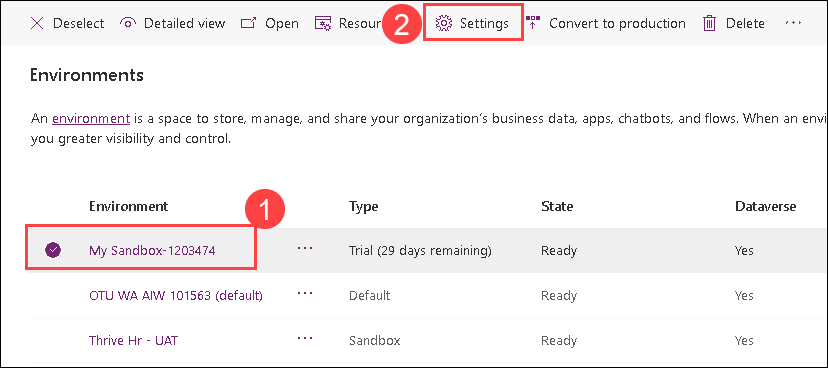 Deselect Detailed view Open Resour 2 Settings Convert to production Delete ...
Environments
An environment is a space to store, manage, and share your organization's business data, apps, chatbots, and flows. When an envi
you greater visibility and control.
1
Environment Type State Dataverse
My Sandbox-1203474 ... Trial (29 days remaining) Ready Yes
OTU WA AIW 101563 (default) ... Default Ready Yes
Thrive Hr - UAT ... Sandbox Ready Yes